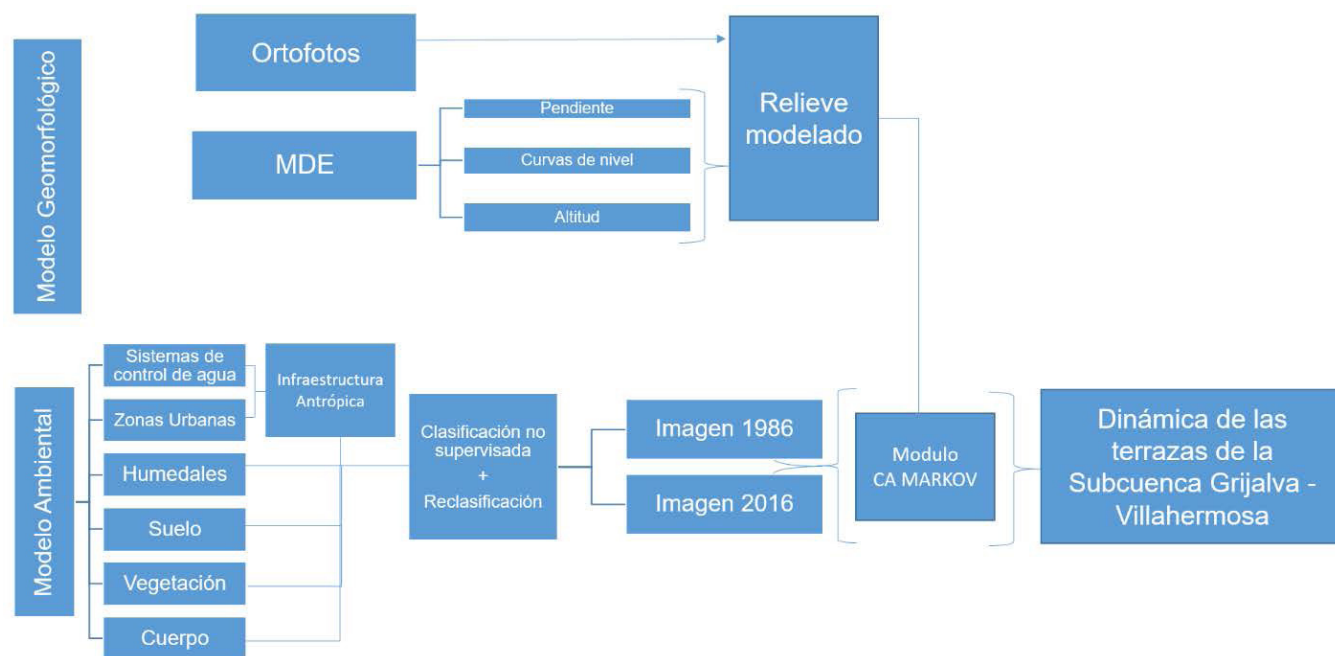 Modelo Geomorfológico
Ortofotos
MDE
Pendiente
Curvas de nivel
Altitud
Relieve
modelado
Modelo Ambiental
Sistemas de
control de agua
Zonas Urbanas
Humedales
Suelo
Vegetación
Cuerpo
Infraestructura
Antrópica
Clasificación no
supervisada
+
Reclasificación
Imagen 1986
Imagen 2016
Modulo
CA MARKOV
Dinámica de las
terrazas de la
Subcuenca Grijalva -
Villahermosa